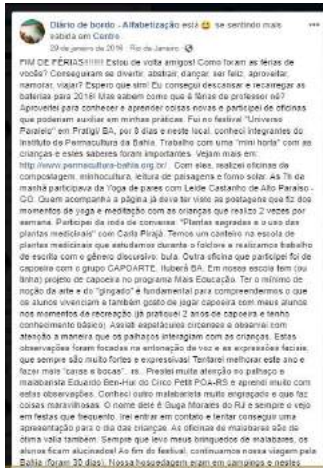 Diário de bordo - Alfabetização está se sentindo mais
sabida em Centro.
29 de janeiro de 2016 · Rio de Janeiro ·
FIM DE FÉRIAS!!!!!!! Estou de volta amigos! Como foram as férias de
vocês? Conseguiram se divertir, abstrair, dançar, ser feliz, aproveitar,
namorar, viajar? Espero que sim! Eu consegui descansar e recarregar as
baterias para 2016! Mas sabem como é férias de professor né?
Aproveitei para conhecer e aprender coisas novas e participei de oficinas
que poderiam auxiliar em minhas práticas. Fui no festival "Universo
Paralelo" em Pratigi/ BA, por 8 dias e neste local, conheci integrantes do
Instituto de Permacultura da Bahia. Trabalho com uma "mini horta" com as
crianças e estes saberes foram importantes. Vejam mais em:
http://www.permacultura-bahia.org.br/ . Com eles, realizei oficinas de
compostagem, minhocultura, leitura de paisagens e forno solar. Às 7h da
manhã participava da Yoga de pares com Leide Castanho de Alto Paraíso -
GO. Quem acompanha a página já deve ter visto as postagens que fiz dos
momentos de yoga e meditação com as crianças que realizo 2 vezes por
semana. Participei da roda de conversa "Plantas sagradas e o uso das
plantas medicinais" com Carla Pirajá. Temos um canteiro na escola de
plantas medicinais que estudamos durante o folclore e realizamos trabalho
de escrita com o gênero discursivo: bula. Outra oficina que participei foi de
capoeira com o grupo CAPOARTE, Ituberá BA. Em nossa escola tem (ou
tinha) projeto de capoeira no programa Mais Educação. Ter o mínimo de
noção da arte e do "gingado" é fundamental para compreendermos o que
os alunos vivenciam e também gosto de jogar capoeira com meus alunos
nos momentos de recreação (já pratiquei 2 anos de capoeira e tenho
conhecimento básico). Assisti espetáculos circenses e observei com
atenção a maneira que os palhaços interagiam com as crianças. Estas
observações foram focadas na entonação de voz e as expressões faciais,
que sempre são muito fortes e expressivas! Tentarei melhorar este ano e
fazer mais "caras e bocas". rs.. Prestei muita atenção no palhaço e
malabarista Eduardo Ben-Hur do Circo Petit POA-RS e aprendi muito com
estas observações. Conheci outro malabarista muito engraçado e que faz
coisas maravilhosas. O nome dele é Guga Morales do RJ e sempre o vejo
em festas que frequento. Irei entrar em contato e tentar conseguir uma
apresentação para o dia das crianças. As oficinas de malabares são de
ótima valia também. Sempre que levo meus brinquedos de malabares, os
alunos ficam alucinados! Ao fim do festival, continuamos nossa viagem pela
Bahia (foram 30 dias). Nossa hospedagem eram em campings e nestes